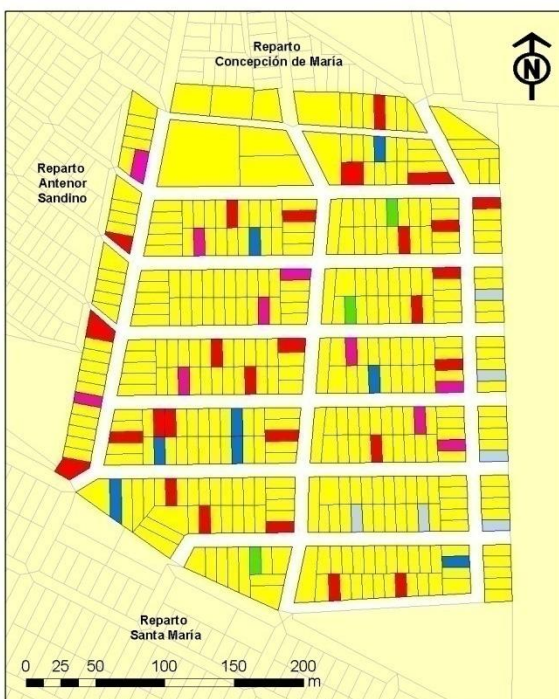 Reparto
Concepción de María
N
Reparto
Antenor
Sandino
Reparto
Santa María
0 25 50 100 150 200
m